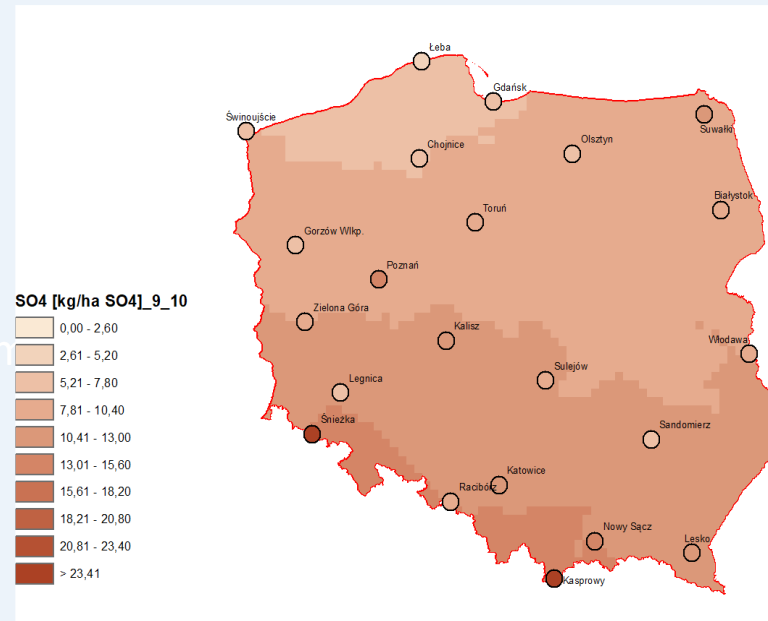 Łeba
Gdańsk
Świnoujście
Suwałki
Olsztyn
Chojnice
Białystok
Toruń
Gorzów Wlkp.
Poznań
SO4 [kg/ha SO4]_9_10
0,00 - 2,60
2,61 - 5,20
5,21 - 7,80
7,81 - 10,40
10,41 - 13,00
13,01 - 15,60
15,61 - 18,20
18,21 - 20,80
20,81 - 23,40
> 23,41
Zielona Góra
Kalisz
Włodawa
Sulejów
Legnica
Śnieżka
Sandomierz
Katowice
Racibórz
Nowy Sącz
Lesko
Kasprowy